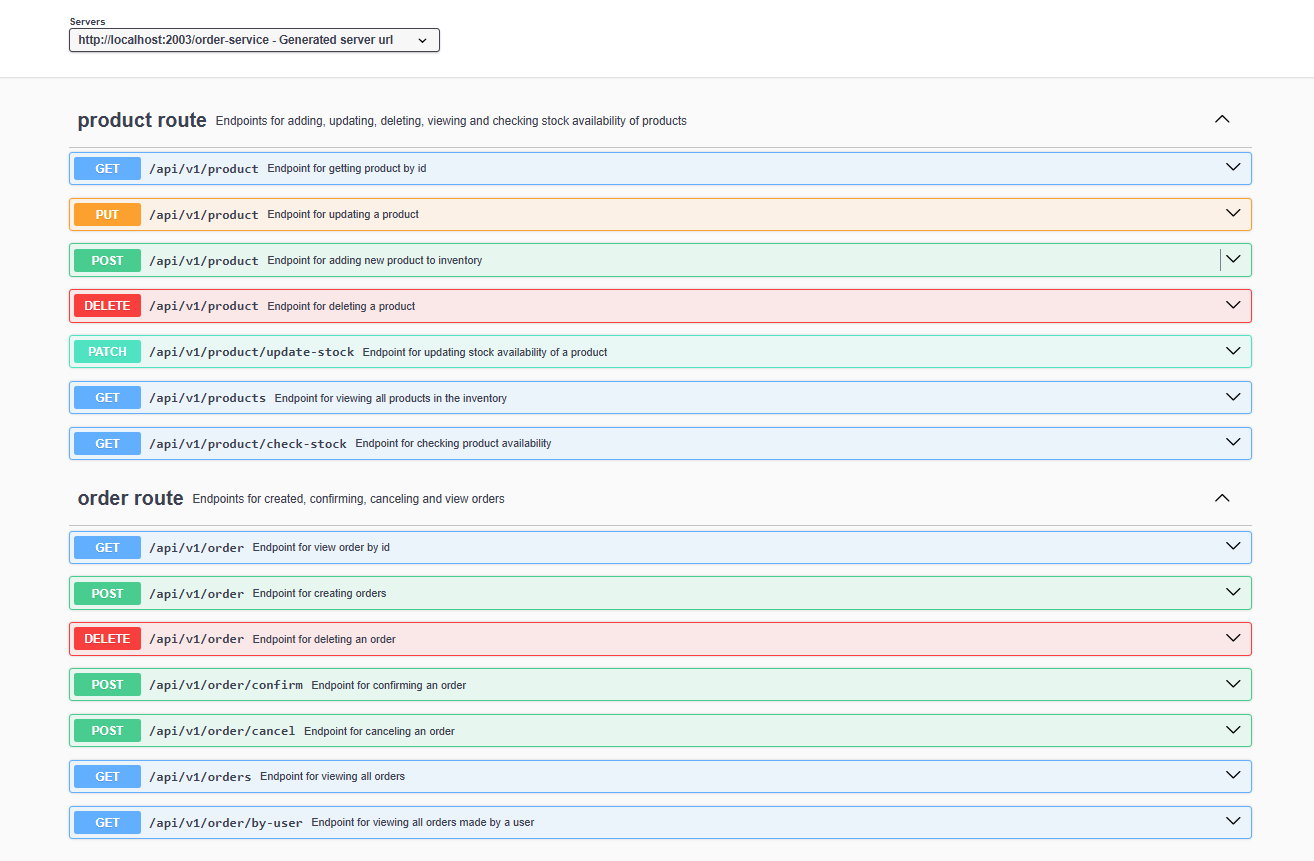 Servers
http://localhost:2003/order-service - Generated server url
product route Endpoints for adding, updating, deleting, viewing and checking stock availability of products
GET /api/v1/product Endpoint for getting product by id
PUT /api/v1/product Endpoint for updating a product
POST /api/v1/product Endpoint for adding new product to inventory
DELETE /api/v1/product Endpoint for deleting a product
PATCH /api/v1/product/update-stock Endpoint for updating stock availability of a product
GET /api/v1/products Endpoint for viewing all products in the inventory
GET /api/v1/product/check-stock Endpoint for checking product availability
order route Endpoints for created, confirming, canceling and view orders
GET /api/v1/order Endpoint for view order by id
POST /api/v1/order Endpoint for creating orders
DELETE /api/v1/order Endpoint for deleting an order
POST /api/v1/order/confirm Endpoint for confirming an order
POST /api/v1/order/cancel Endpoint for canceling an order
GET /api/v1/orders Endpoint for viewing all orders
GET /api/v1/order/by-user Endpoint for viewing all orders made by a user